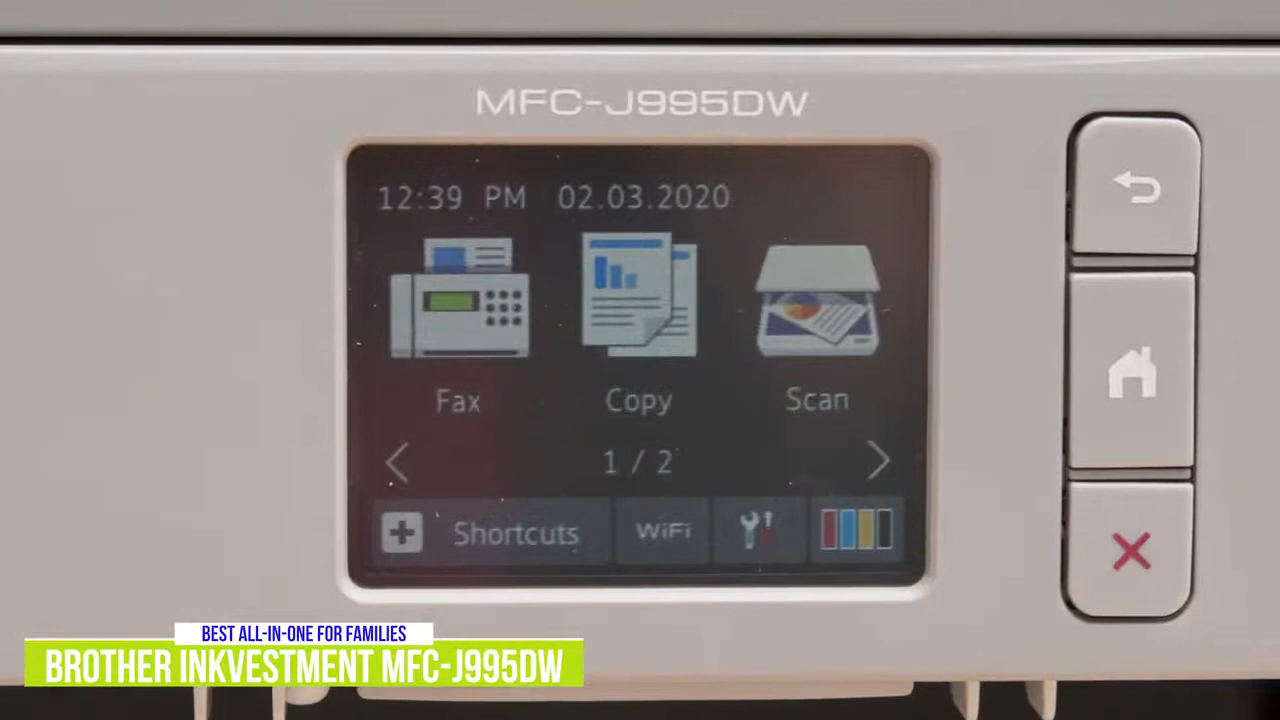 MFC-J995DW
12:39 PM 02.03.2020
Fax Copy Scan
1 / 2
Shortcuts WiFi
BEST ALL-IN-ONE FOR FAMILIES
BROTHER INKVESTMENT MFC-J995DW